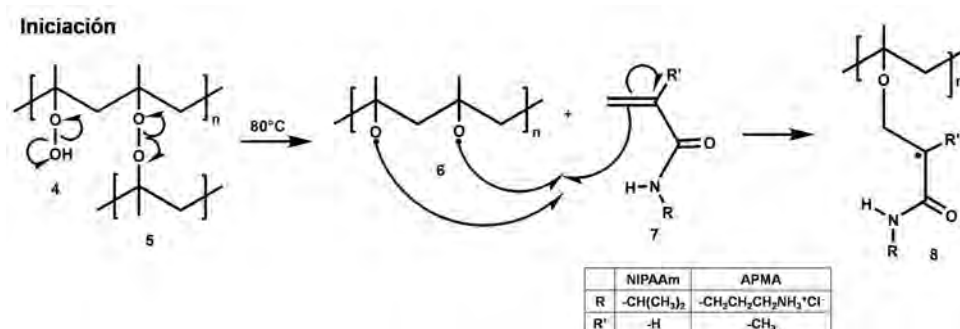 Iniciación
n
O
O
O
OH
O
4
n
5
80°C
O
O
n
6
+
R'
O
H-N
R
7
n
O
R'
H
N
O
R
8
NIPAAm APMA
R -CH(CH₃)₂ -CH₂CH₂CH₂NH₃⁺Cl⁻
R' -H -CH₃